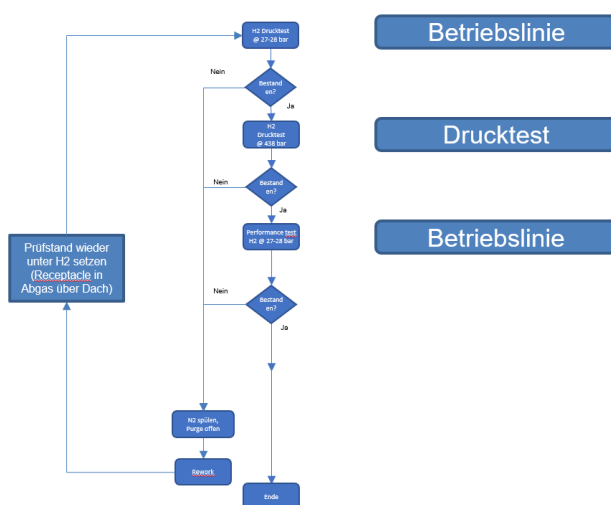 H2 Drucktest
@ 27-28 bar
Betriebslinie
Nein
Bestand
en?
Ja
H2
Drucktest
@ 438 bar
Drucktest
Nein
Bestand
en?
Ja
Performance test
H2 @ 27-28 bar
Betriebslinie
Prüfstand wieder
unter H2 setzen
(Receptacle in
Abgas über Dach)
Nein
Bestand
en?
Ja
N2 spülen,
Purge offen
Rework
Ende